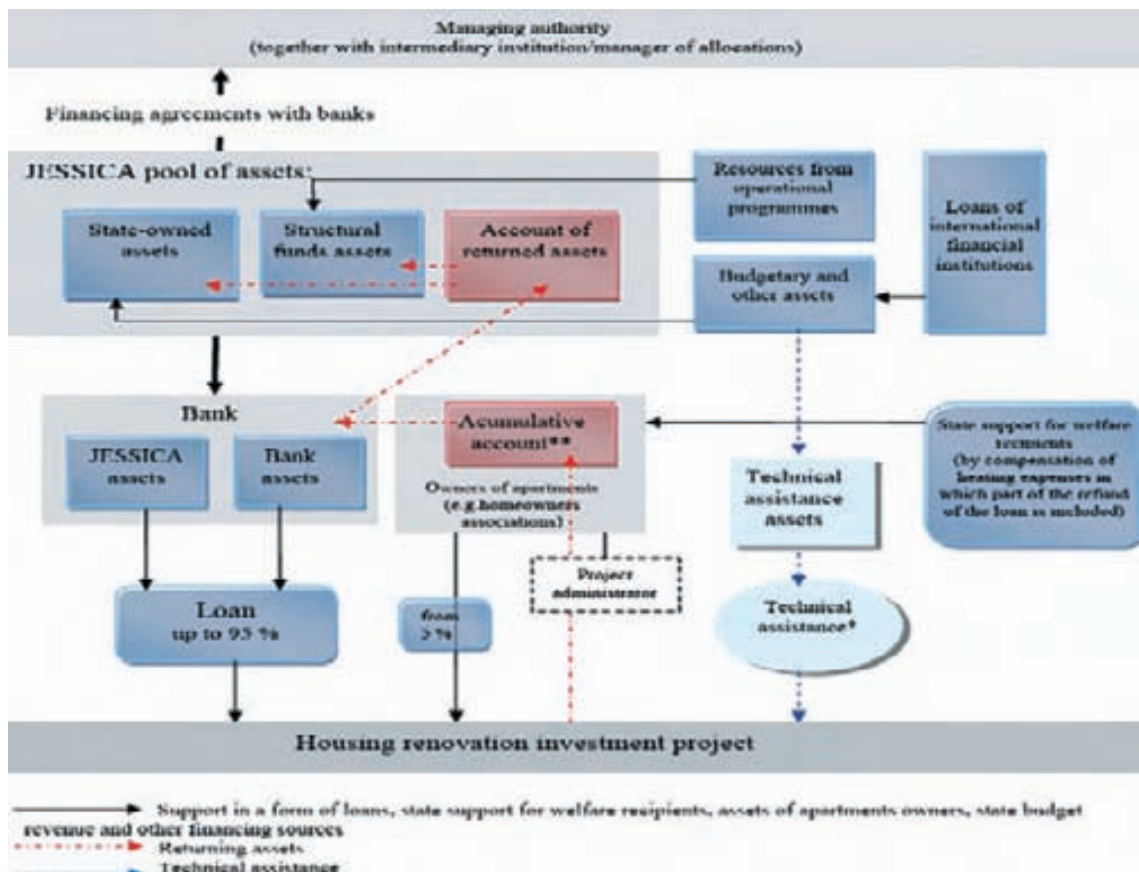 Managing authority
(together with intermediary institution/manager of allocations)
Financing agreements with banks
JESSICA pool of assets:
State-owned
assets
Structural
funds assets
Account of
returned assets
Resources from
operational
programmes
Budgetary and
other assets
Loans of
international
financial
institutions
Bank
JESSICA
assets
Bank
assets
Acumulative
account**
Owners of apartments
(e.g.homeowners
associations)
State support for welfare
(by compensation of
heating expenses in
which part of the refund
of the loan is included)
Technical
assistance
assets
Project
administrator
Loan
up to 95 %
from
5 %
Technical
assistance*
Housing renovation investment project
Support in a form of loans, state support for welfare recipients, assets of apartments owners, state budget
revenue and other financing sources
Returning assets
Technical assistance